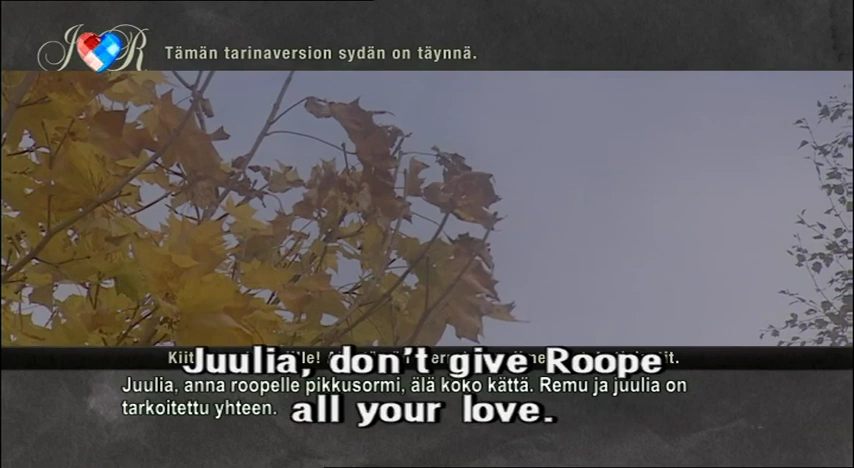 J R
Tämän tarinaversion sydän on täynnä.
Juulia, don't give Roope
Juulia, anna roopelle pikkusormi, älä koko kättä. Remu ja juulia on
tarkoitettu yhteen.
all your love.